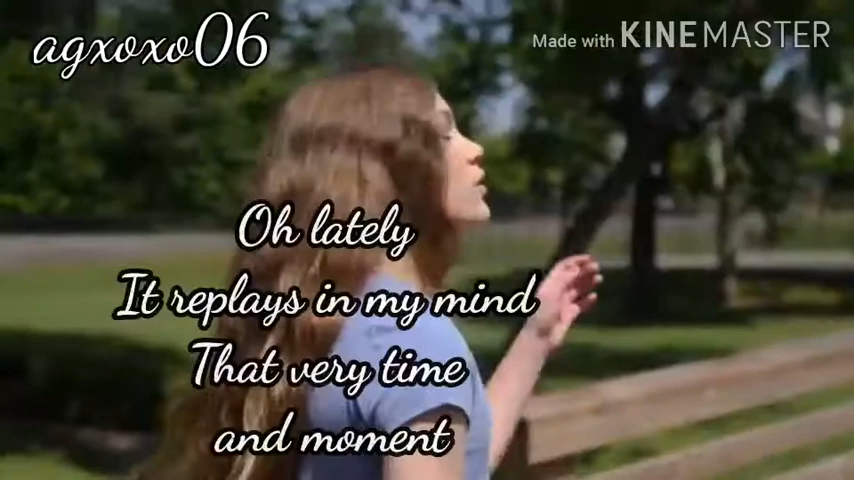 agxoxo06
Made with KINEMASTER
Oh lately
It replays in my mind
That very time
and moment